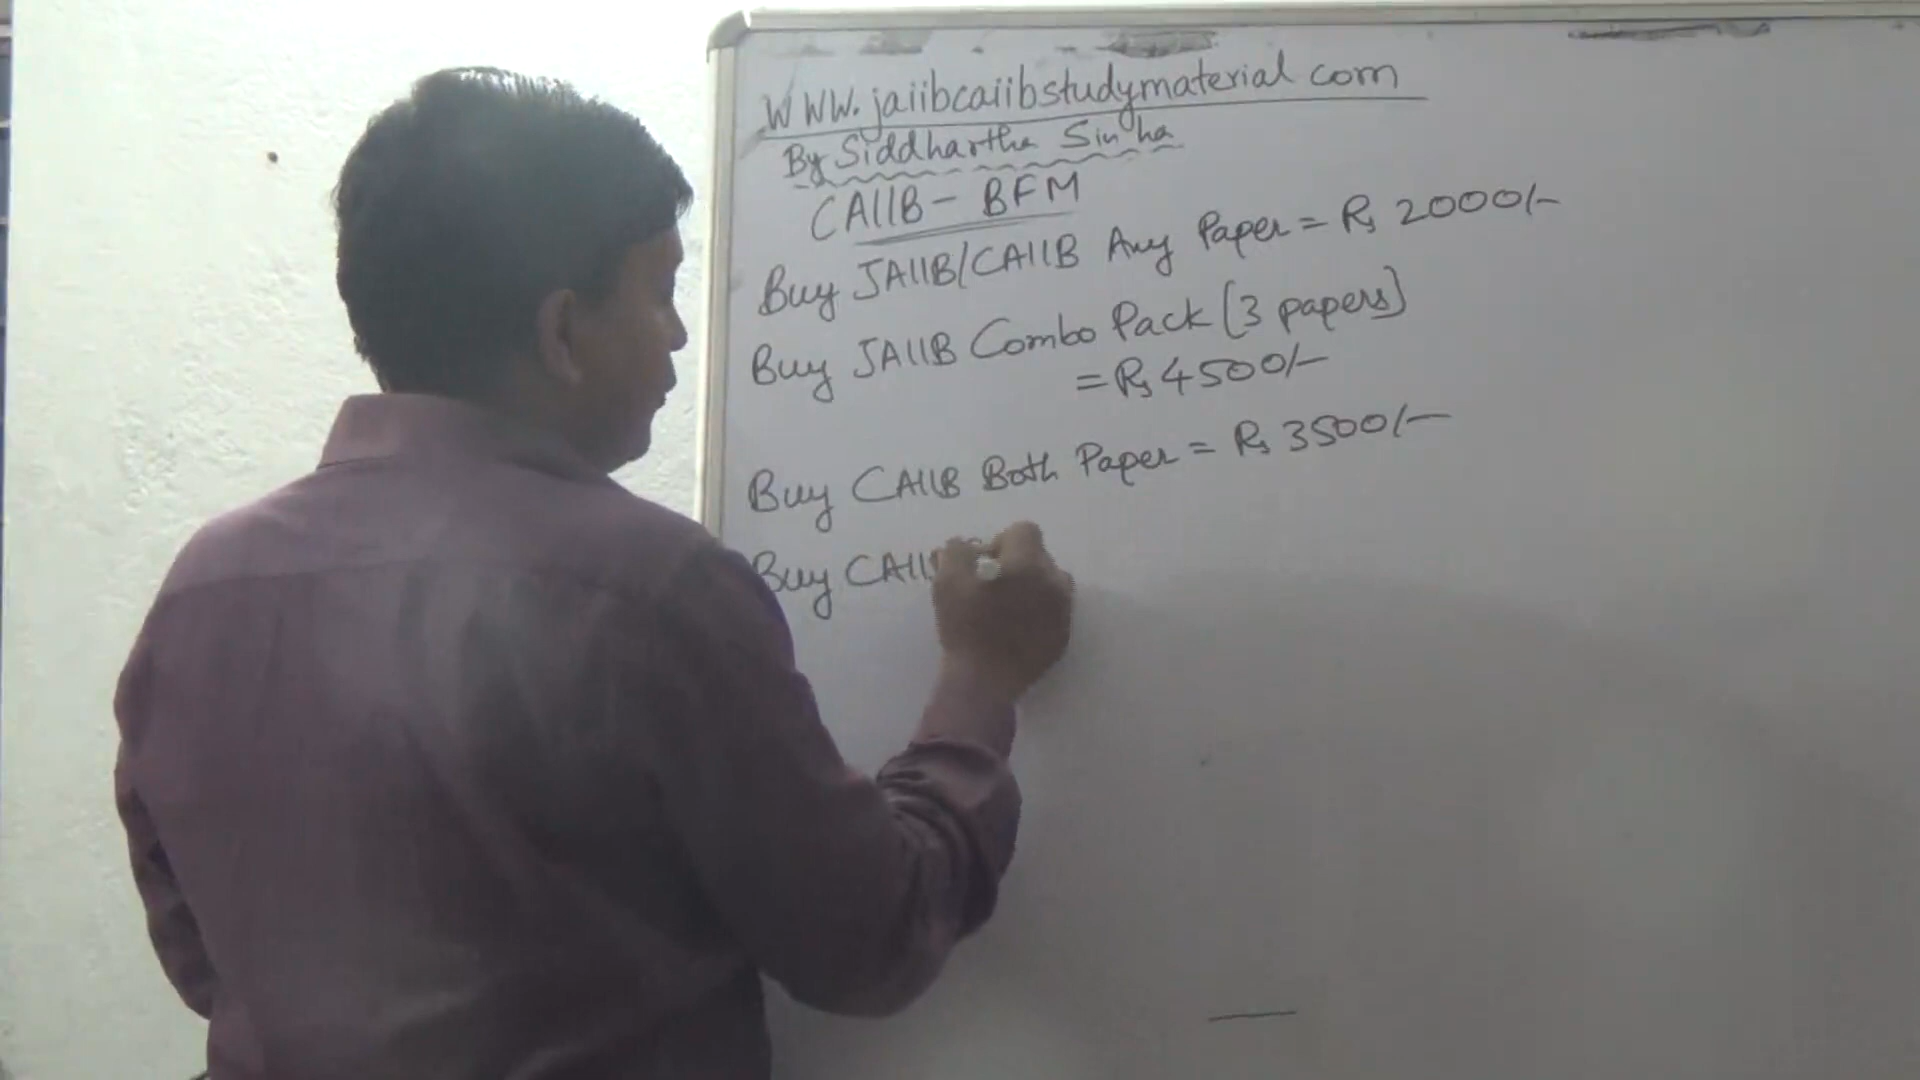 WWW.jaiibcaiibstudymaterial com
By Siddhartha Sinha
CAIIB - BFM
Buy JAIIB/CAIIB Any Paper = Rs 2000/-
Buy JAIIB Combo Pack [3 papers]
= Rs 4500/-
Buy CAIIB Both Paper = Rs 3500/-
Buy CAIIB